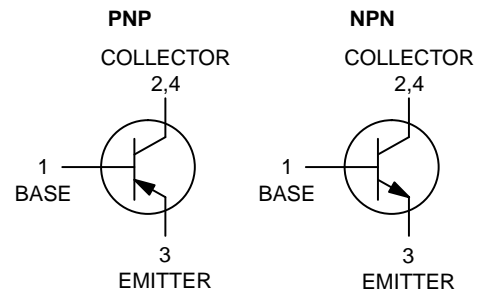 PNP
COLLECTOR
2,4
1
BASE
3
EMITTER
NPN
COLLECTOR
2,4
1
BASE
3
EMITTER